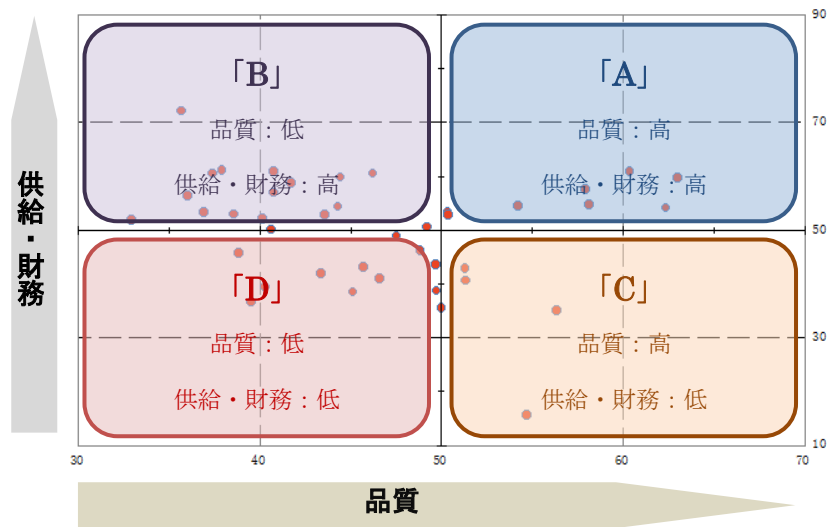 供給・財務
「B」
品質：低
供給・財務：高
「A」
品質：高
供給・財務：高
「D」
品質：低
供給・財務：低
「C」
品質：高
供給・財務：低
90
70
50
30
10
30
40
50
60
70
品質